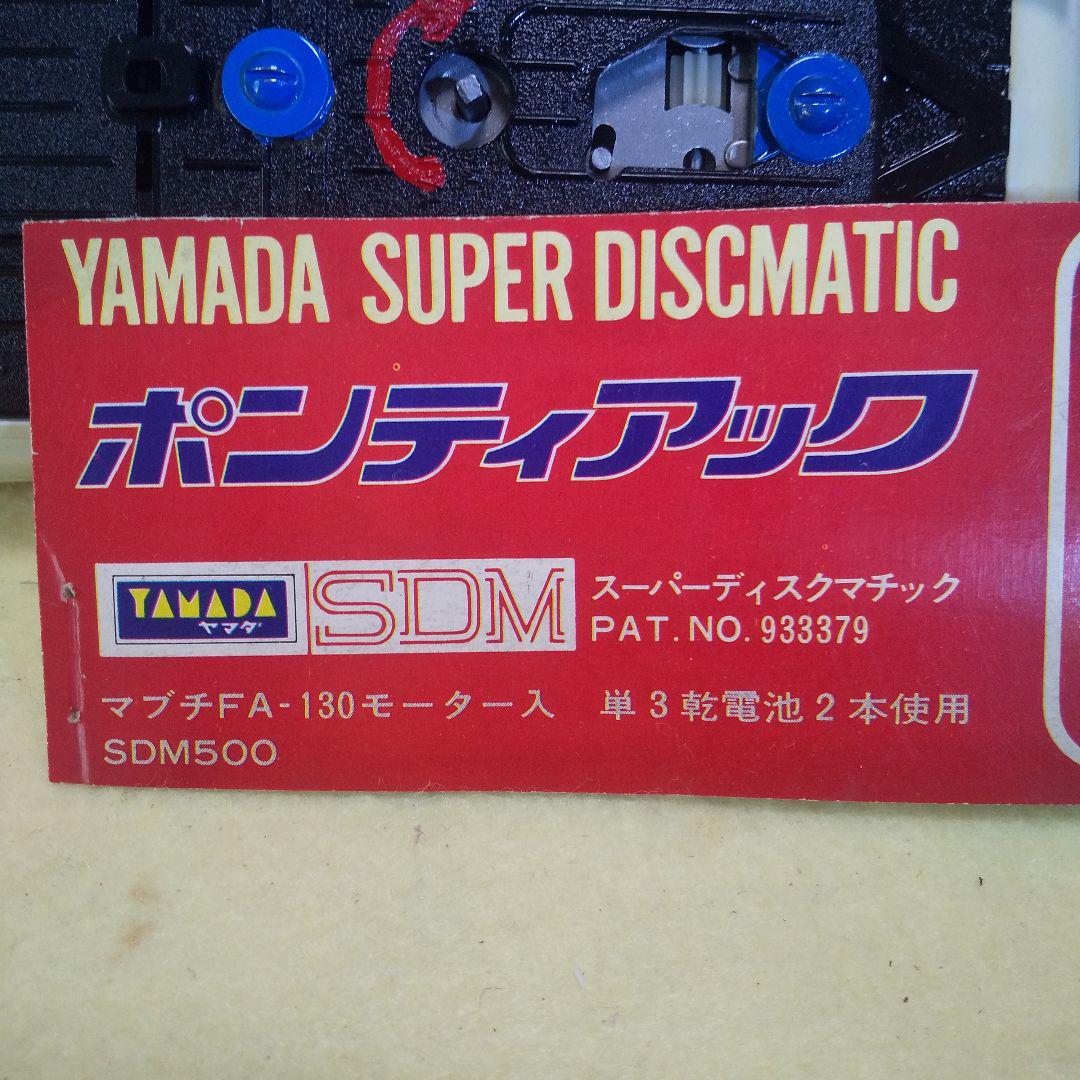 YAMADA SUPER DISCMATIC
ポンティアック
YAMADA
ヤマダ
SDM
スーパーディスクマチック
PAT. NO. 933379
マブチFA-130モーター入 単3乾電池2本使用
SDM500